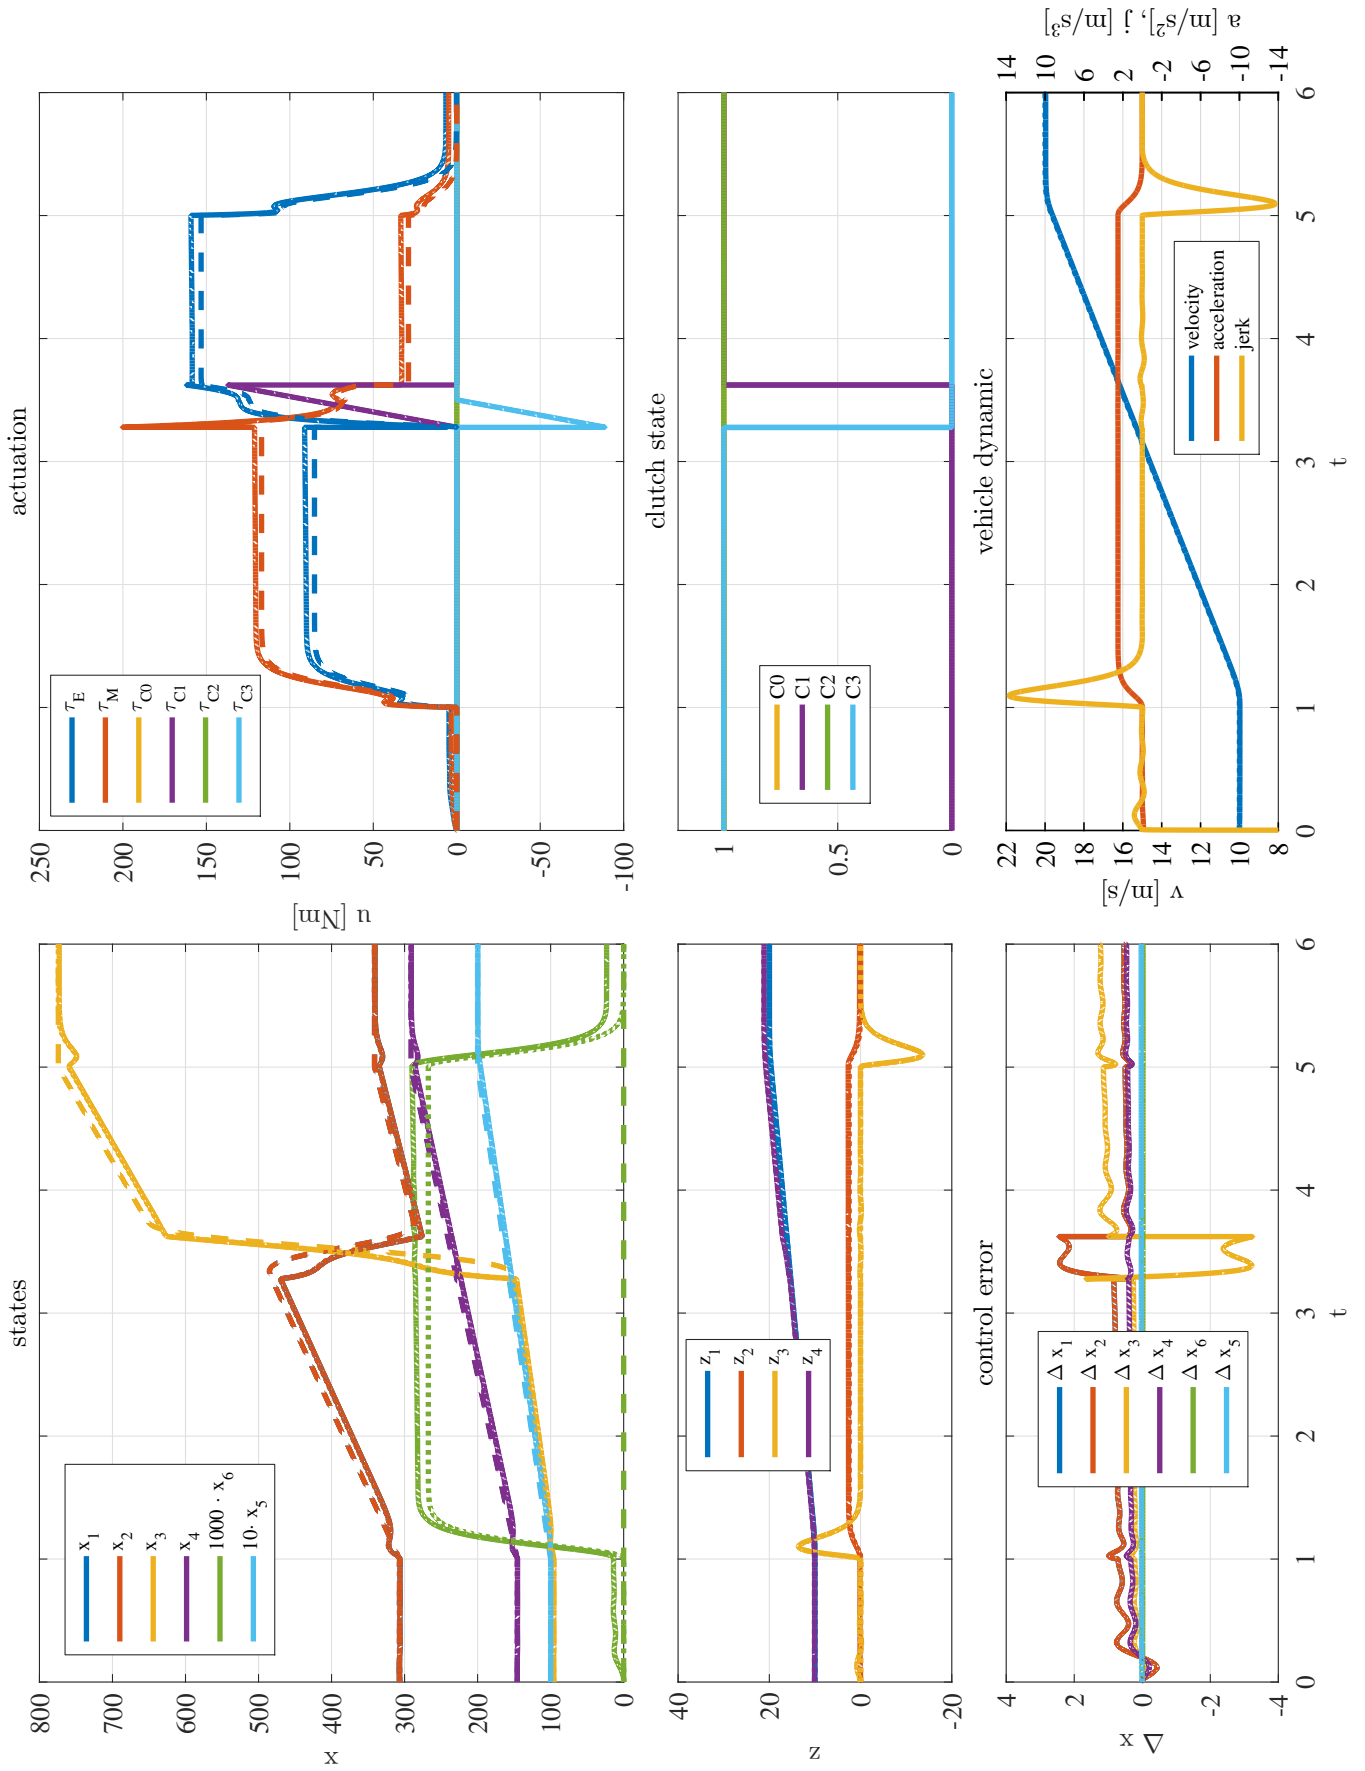 states
x
800
700
600
500
400
300
200
100
0
x1
x2
x3
x4
1000 · x6
10· x5
actuation
u [Nm]
250
200
150
100
50
0
-50
-100
τE
τM
τC0
τC1
τC2
τC3
z
40
20
0
-20
z1
z2
z3
z4
clutch state
1
0.5
0
C0
C1
C2
C3
control error
Δ x
4
2
0
-2
-4
Δ x1
Δ x2
Δ x3
Δ x4
Δ x6
Δ x5
0 1 2 3 4 5 6
t
vehicle dynamic
v [m/s]
22
20
18
16
14
12
10
8
a [m/s²], j [m/s³]
14
10
6
2
-2
-6
-10
-14
velocity
acceleration
jerk
0 1 2 3 4 5 6
t